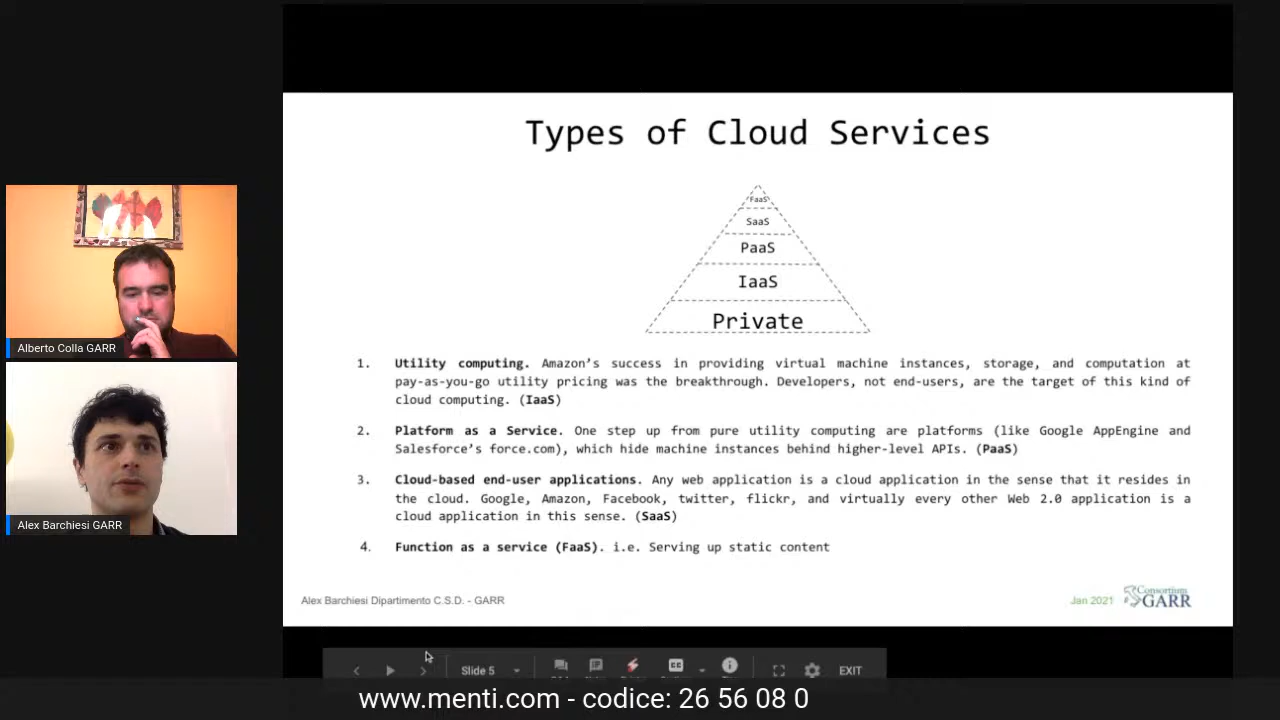 Types of Cloud Services
FaaS
SaaS
PaaS
IaaS
Private
1. Utility computing. Amazon's success in providing virtual machine instances, storage, and computation at
pay-as-you-go utility pricing was the breakthrough. Developers, not end-users, are the target of this kind of
cloud computing. (IaaS)
2. Platform as a Service. One step up from pure utility computing are platforms (like Google AppEngine and
Salesforce's force.com), which hide machine instances behind higher-level APIs. (PaaS)
3. Cloud-based end-user applications. Any web application is a cloud application in the sense that it resides in
the cloud. Google, Amazon, Facebook, twitter, flickr, and virtually every other Web 2.0 application is a
cloud application in this sense. (SaaS)
4. Function as a service (FaaS). i.e. Serving up static content
Alex Barchiesi Dipartimento C.S.D. - GARR
Jan 2021
Consortium
GARR
Alberto Colla GARR
Alex Barchiesi GARR
Slide 5
CC
EXIT
www.menti.com - codice: 26 56 08 0